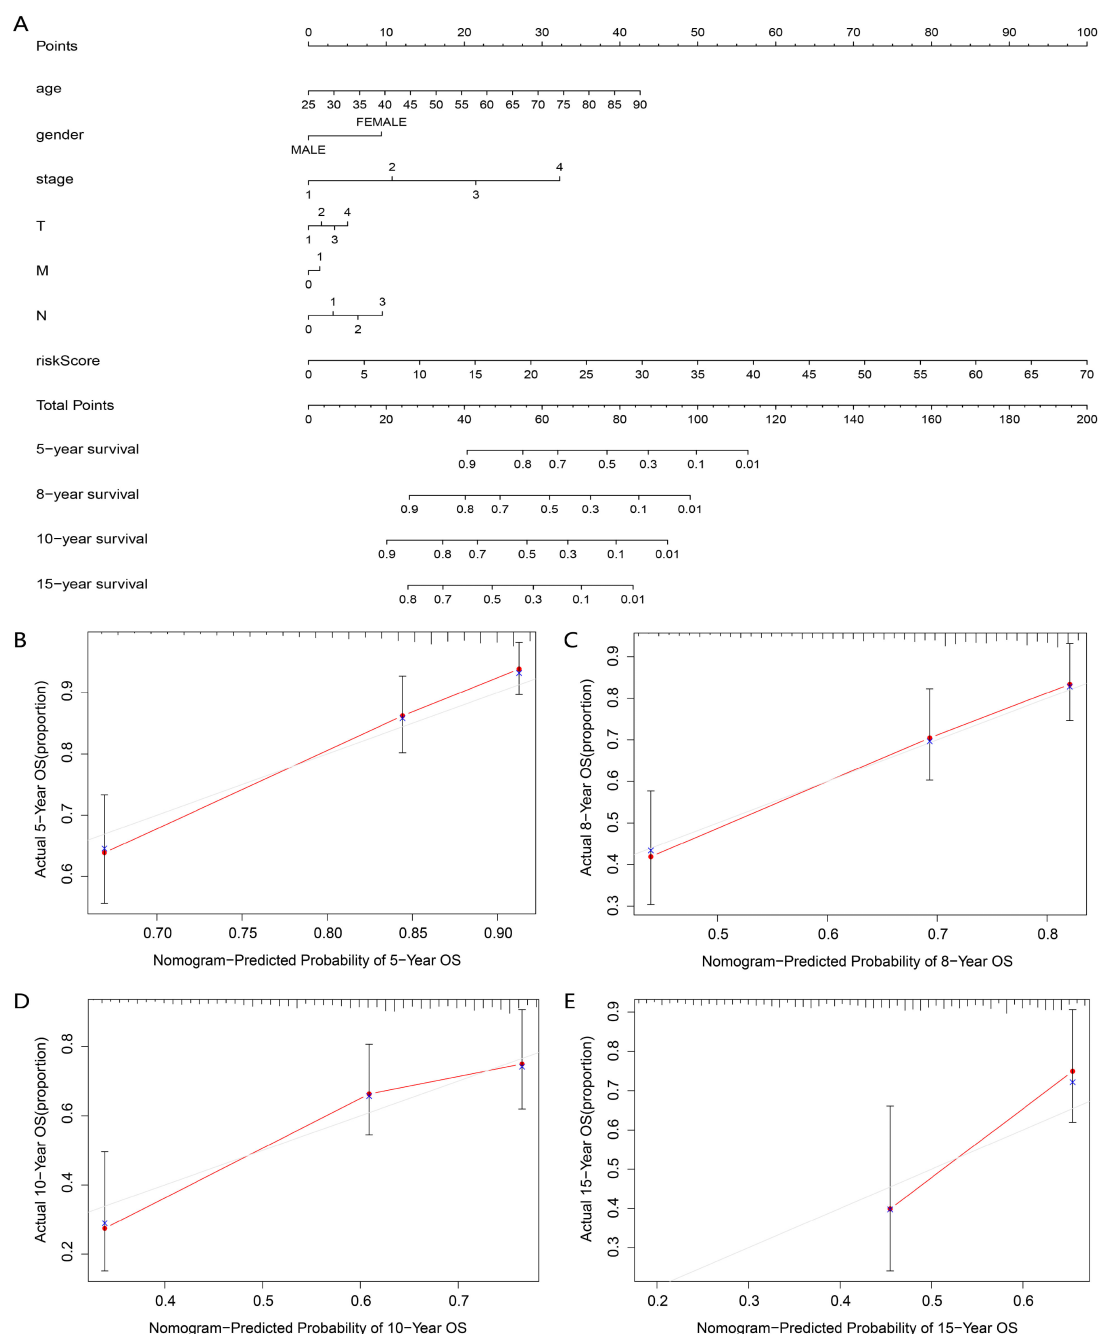 A
Points 0 10 20 30 40 50 60 70 80 90 100
age
25 30 35 40 45 50 55 60 65 70 75 80 85 90
FEMALE
gender
MALE
2 4
stage
1 3
2 4
T
1 3
1
M
0
1 3
N
0 2
riskScore
0 5 10 15 20 25 30 35 40 45 50 55 60 65 70
Total Points
0 20 40 60 80 100 120 140 160 180 200
5−year survival
0.9 0.8 0.7 0.5 0.3 0.1 0.01
8−year survival
0.9 0.8 0.7 0.5 0.3 0.1 0.01
10−year survival
0.9 0.8 0.7 0.5 0.3 0.1 0.01
15−year survival
0.8 0.7 0.5 0.3 0.1 0.01
B
Actual 5−Year OS(proportion)
0.6 0.7 0.8 0.9
0.70 0.75 0.80 0.85 0.90
Nomogram−Predicted Probability of 5−Year OS
C
Actual 8−Year OS(proportion)
0.3 0.4 0.5 0.6 0.7 0.8 0.9
0.5 0.6 0.7 0.8
Nomogram−Predicted Probability of 8−Year OS
D
Actual 10−Year OS(proportion)
0.2 0.4 0.6 0.8
0.4 0.5 0.6 0.7
Nomogram−Predicted Probability of 10−Year OS
E
Actual 15−Year OS(proportion)
0.3 0.4 0.5 0.6 0.7 0.8 0.9
0.2 0.3 0.4 0.5 0.6
Nomogram−Predicted Probability of 15−Year OS